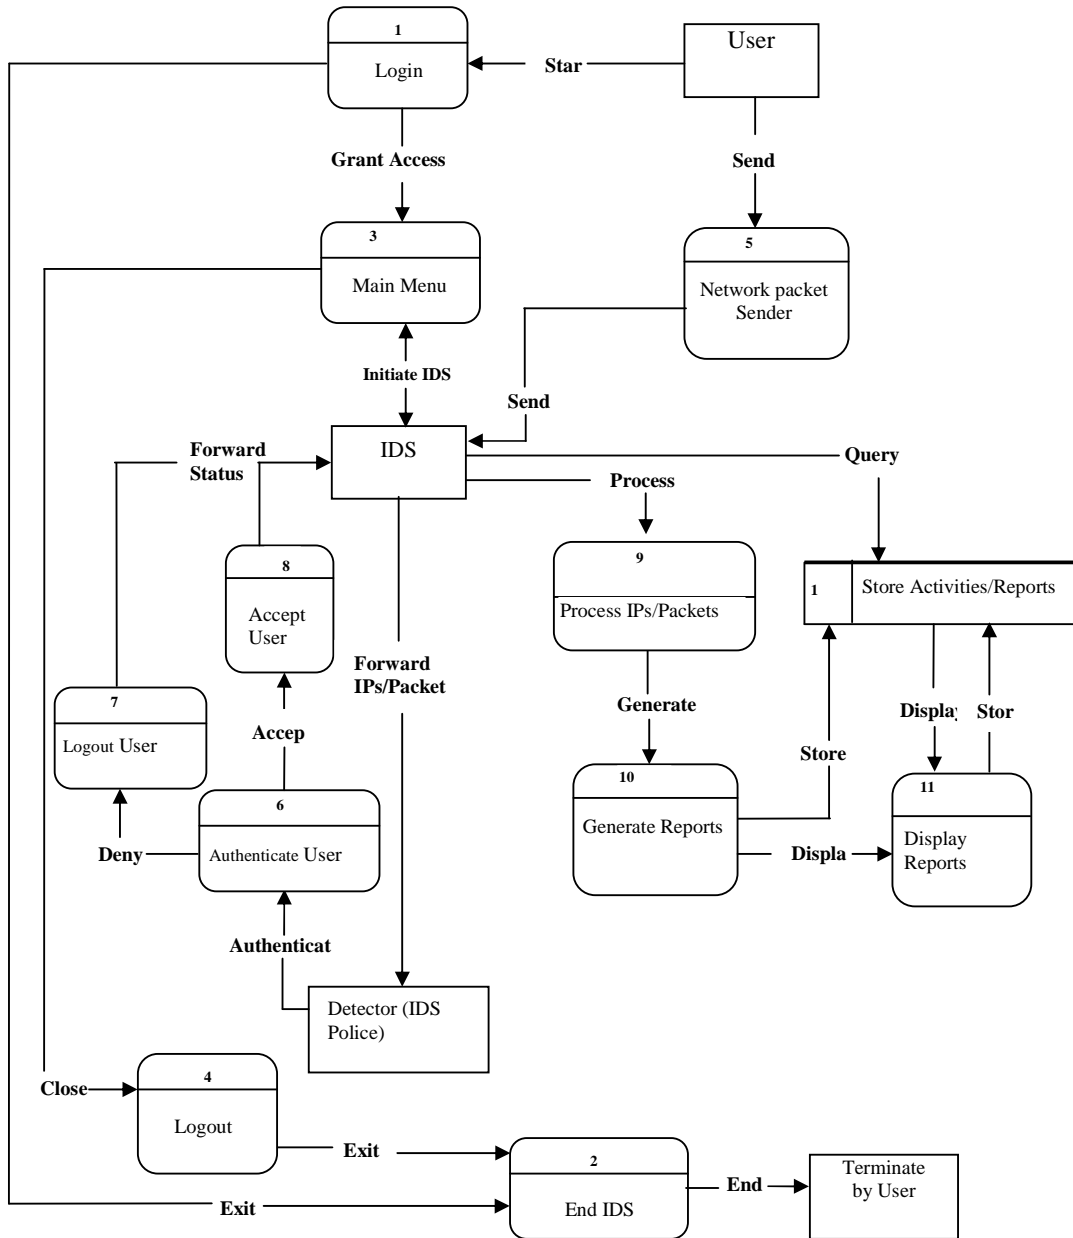 1
Login
Star
User
Grant Access
Send
3
Main Menu
5
Network packet
Sender
Initiate IDS
Send
Forward
Status
IDS
Query
Process
8
Accept
User
9
Process IPs/Packets
1
Store Activities/Reports
Forward
IPs/Packet
7
Logout User
Accep
Generate
Display
Stor
Store
6
Authenticate User
Deny
10
Generate Reports
Displa
11
Display
Reports
Authenticat
Detector (IDS
Police)
Close
4
Logout
Exit
2
End IDS
Exit
End
Terminate
by User